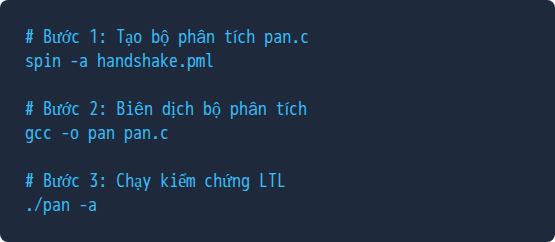 # Bước 1: Tạo bộ phân tích pan.c
spin -a handshake.pml
# Bước 2: Biên dịch bộ phân tích
gcc -o pan pan.c
# Bước 3: Chạy kiểm chứng LTL
./pan -a